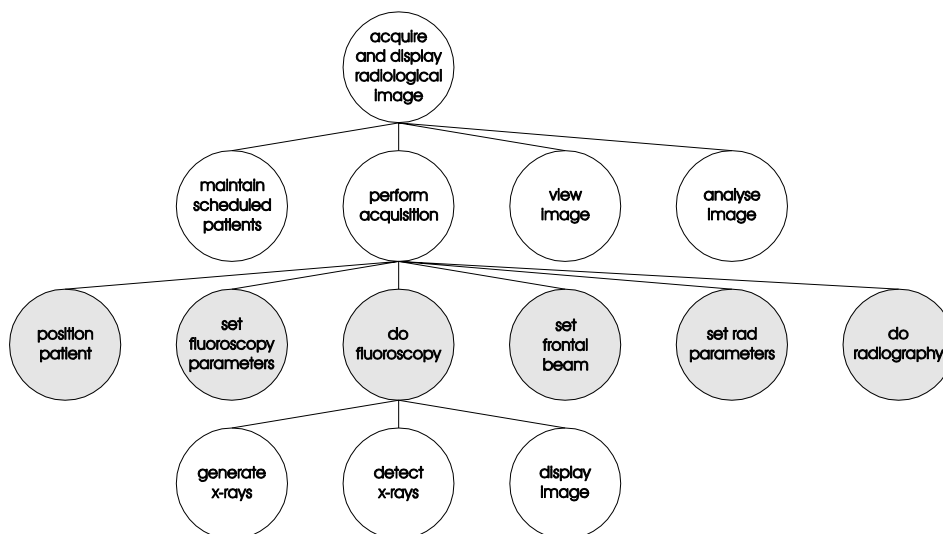 acquire
and display
radiological
image
maintain
scheduled
patients
perform
acquisition
view
image
analyse
image
position
patient
set
fluoroscopy
parameters
do
fluoroscopy
set
frontal
beam
set rad
parameters
do
radiography
generate
x-rays
detect
x-rays
display
image